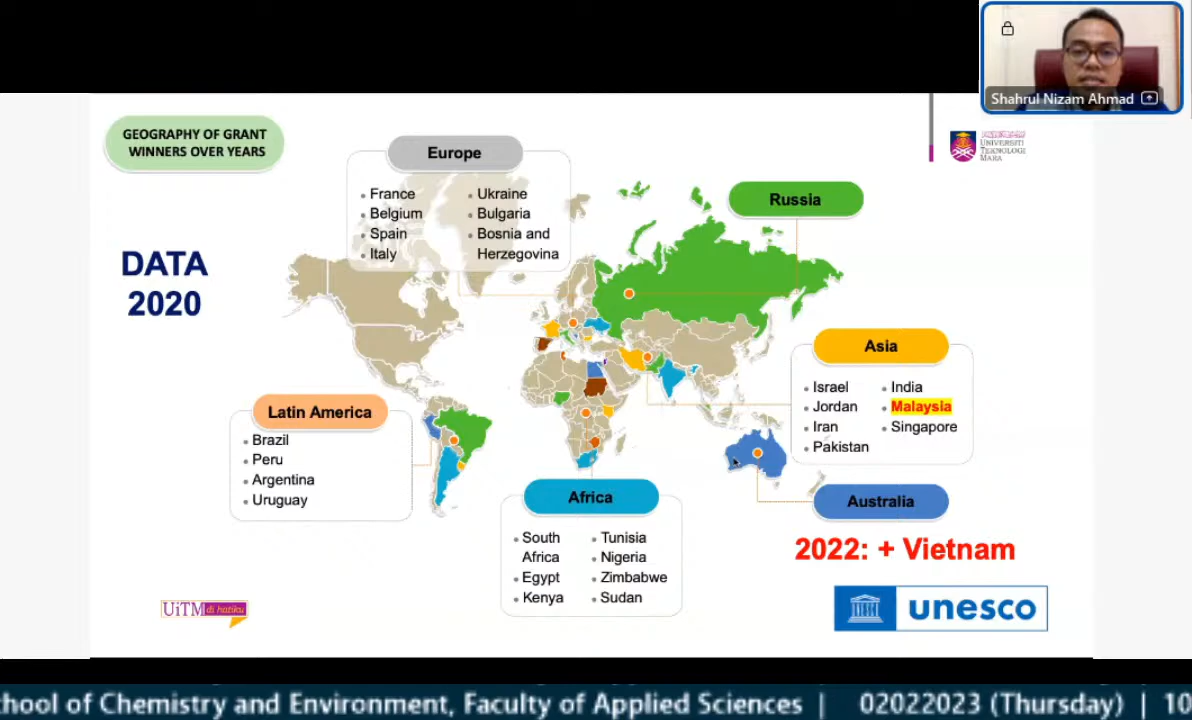 Shahrul Nizam Ahmad
GEOGRAPHY OF GRANT
WINNERS OVER YEARS
DATA
2020
Europe
• France
• Belgium
• Spain
• Italy
• Ukraine
• Bulgaria
• Bosnia and
Herzegovina
UNIVERSITI
TEKNOLOGI
MARA
Russia
Asia
• Israel
• Jordan
• Iran
• Pakistan
• India
• Malaysia
• Singapore
Latin America
• Brazil
• Peru
• Argentina
• Uruguay
Africa
• South
Africa
• Egypt
• Kenya
• Tunisia
• Nigeria
• Zimbabwe
• Sudan
Australia
2022: + Vietnam
UiTM di hatiku
unesco
chool of Chemistry and Environment, Faculty of Applied Sciences | 02022023 (Thursday) | 10